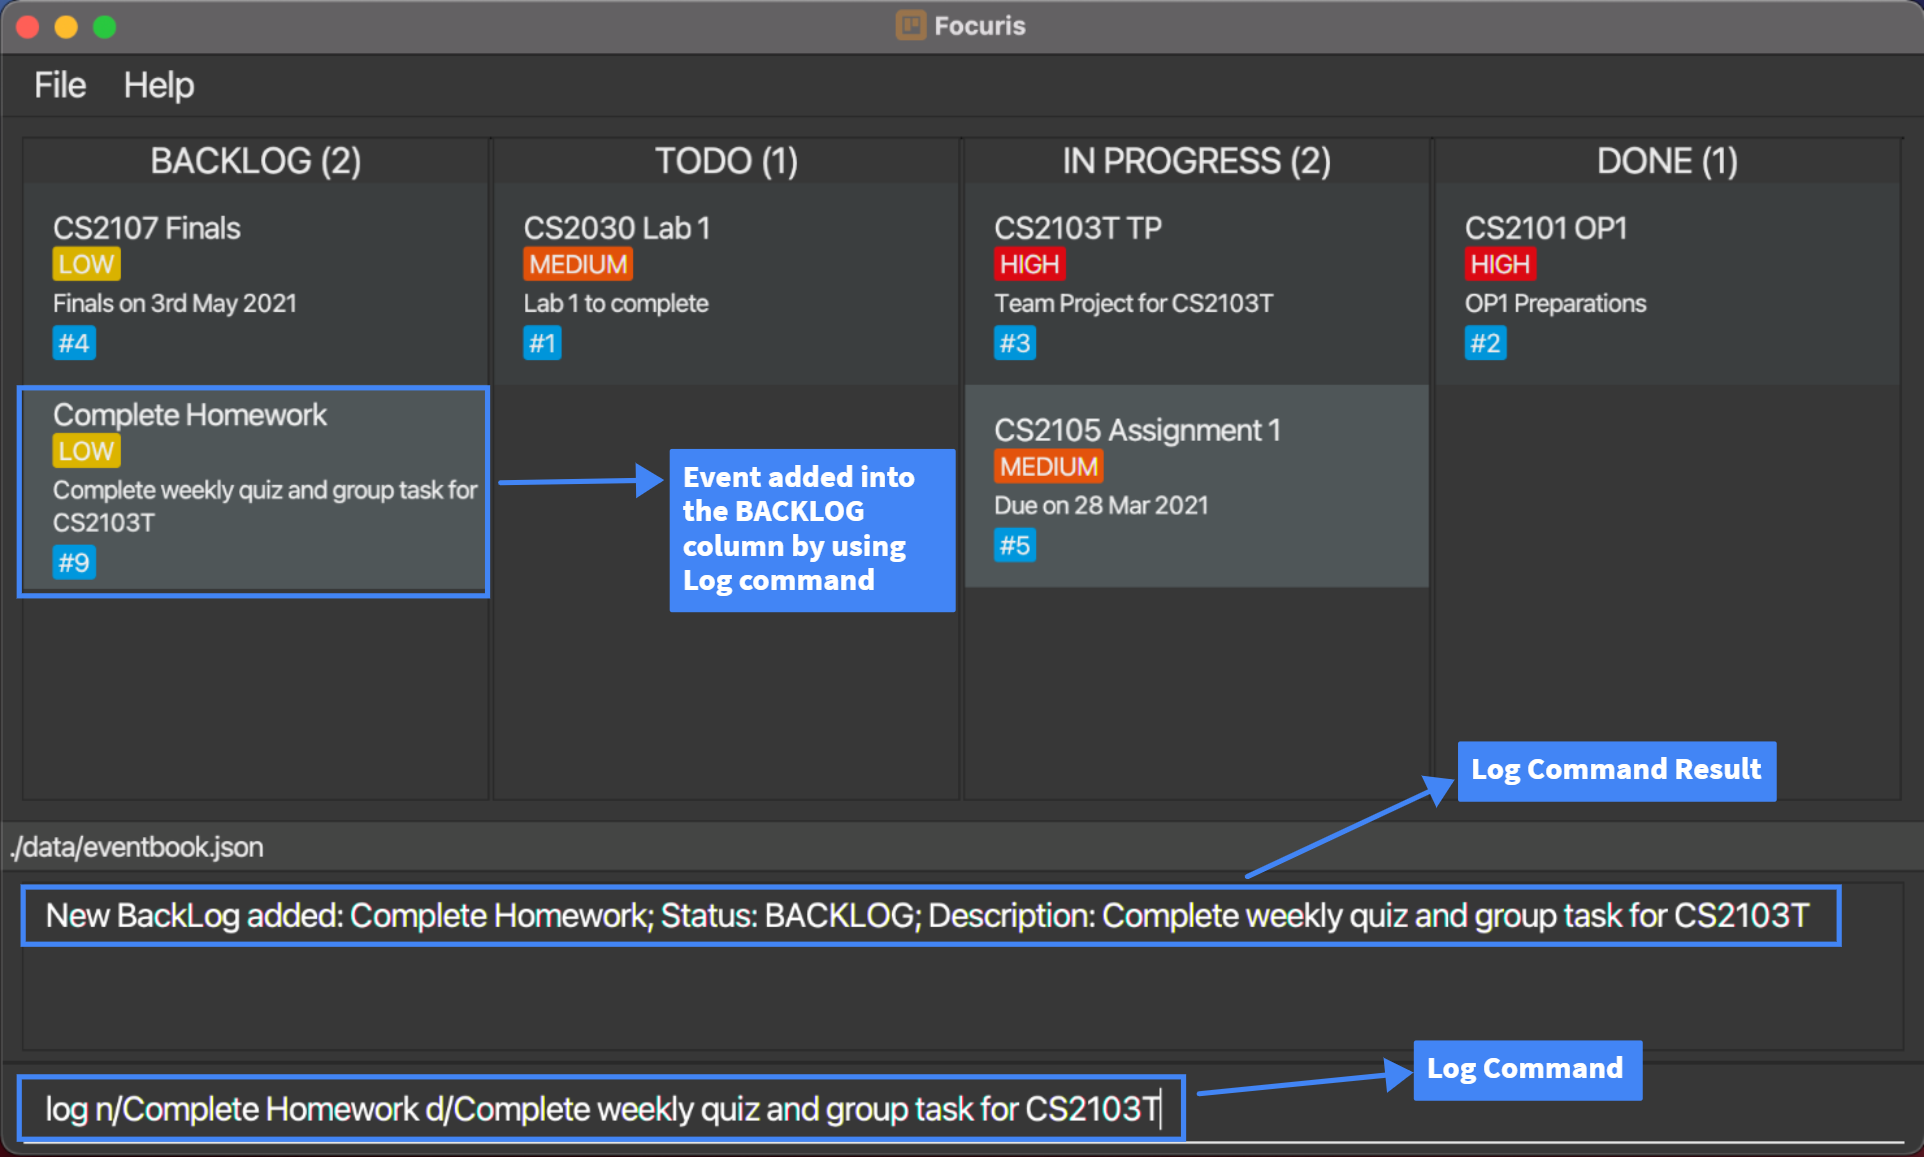 Focuris
File Help
BACKLOG (2)
CS2107 Finals
LOW
Finals on 3rd May 2021
#4
Complete Homework
LOW
Complete weekly quiz and group task for
CS2103T
#9
TODO (1)
CS2030 Lab 1
MEDIUM
Lab 1 to complete
#1
Event added into
the BACKLOG
column by using
Log command
IN PROGRESS (2)
CS2103T TP
HIGH
Team Project for CS2103T
#3
CS2105 Assignment 1
MEDIUM
Due on 28 Mar 2021
#5
DONE (1)
CS2101 OP1
HIGH
OP1 Preparations
#2
Log Command Result
./data/eventbook.json
New BackLog added: Complete Homework; Status: BACKLOG; Description: Complete weekly quiz and group task for CS2103T
Log Command
log n/Complete Homework d/Complete weekly quiz and group task for CS2103T